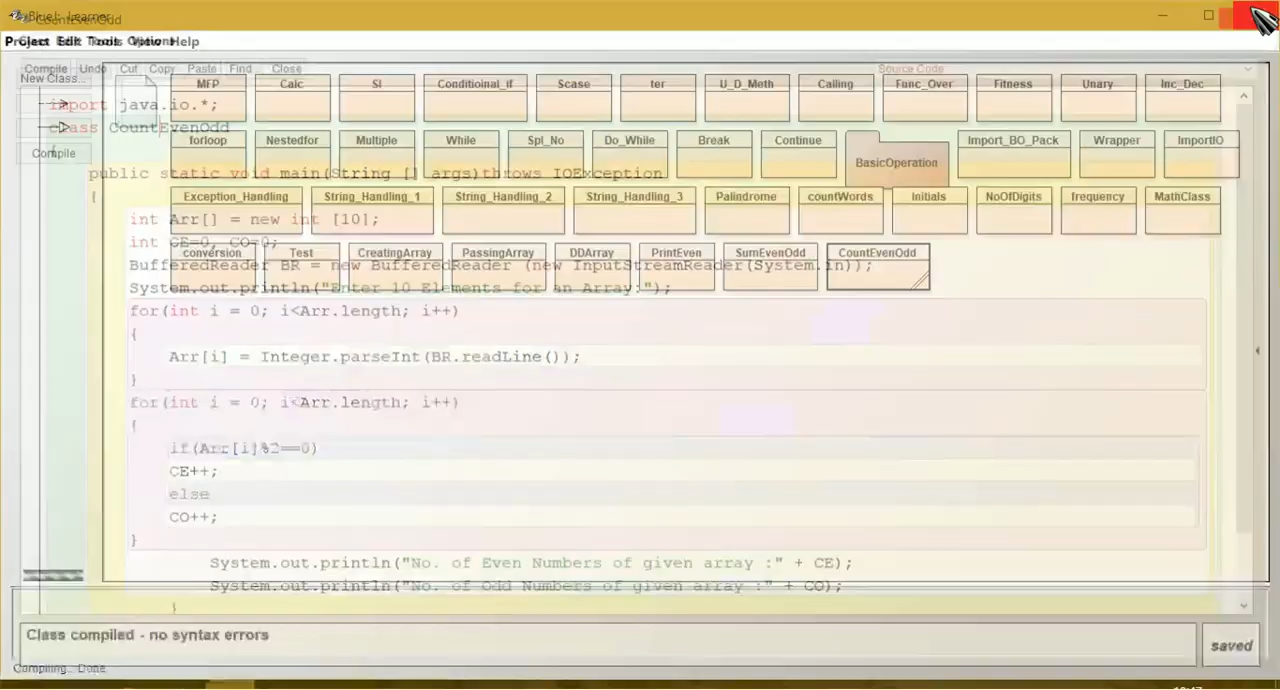 BlueJ: Learner
CountEvenOdd
Project Edit Tools View Help
Class Edit Tools Options
Compile Undo Cut Copy Paste Find... Close Source Code
New Class...
Compile
MFP Calc SI Conditioinal_if Scase ter U_D_Meth Calling Func_Over Fitness Unary Inc_Dec
forloop Nestedfor Multiple While Spl_No Do_While Break Continue BasicOperation Import_BO_Pack Wrapper ImportIO
Exception_Handling String_Handling_1 String_Handling_2 String_Handling_3 Palindrome countWords Initials NoOfDigits frequency MathClass
conversion Test CreatingArray PassingArray DDArray PrintEven SumEvenOdd CountEvenOdd
import java.io.*;
class CountEvenOdd
{
public static void main(String [] args)throws IOException
{
int Arr[] = new int [10];
int CE=0, CO=0;
BufferedReader BR = new BufferedReader (new InputStreamReader(System.in));
System.out.println("Enter 10 Elements for an Array:");
for(int i = 0; i<Arr.length; i++)
{
Arr[i] = Integer.parseInt(BR.readLine());
}
for(int i = 0; i<Arr.length; i++)
{
if(Arr[i]%2==0)
CE++;
else
CO++;
}
System.out.println("No. of Even Numbers of given array :" + CE);
System.out.println("No. of Odd Numbers of given array :" + CO);
}
Class compiled - no syntax errors
saved
Compiling... Done